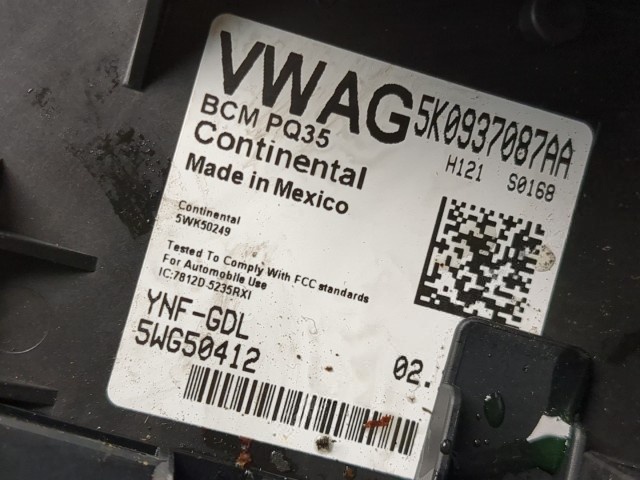 VWAG 5K0937087AA
BCM PQ35 H121 S0168
Continental
Made in Mexico
Continental
5WK50249
Tested To Comply With FCC standards
For Automobile Use
IC:7812D.5235RXI
YNF-GDL
5WG50412
02.